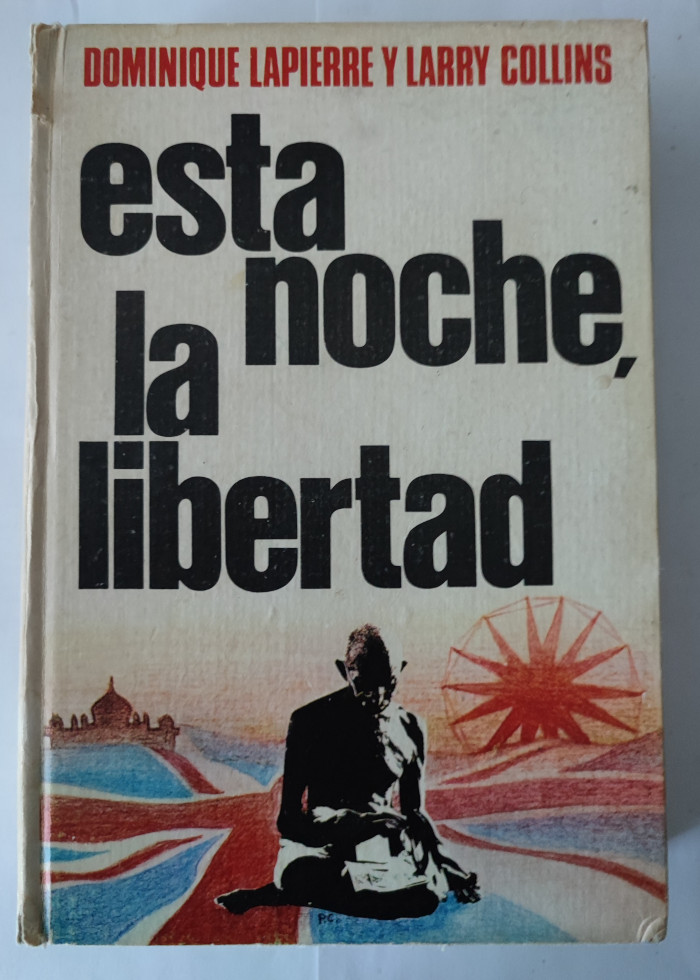 DOMINIQUE LAPIERRE Y LARRY COLLINS
esta
noche,
la
libertad
P.C.